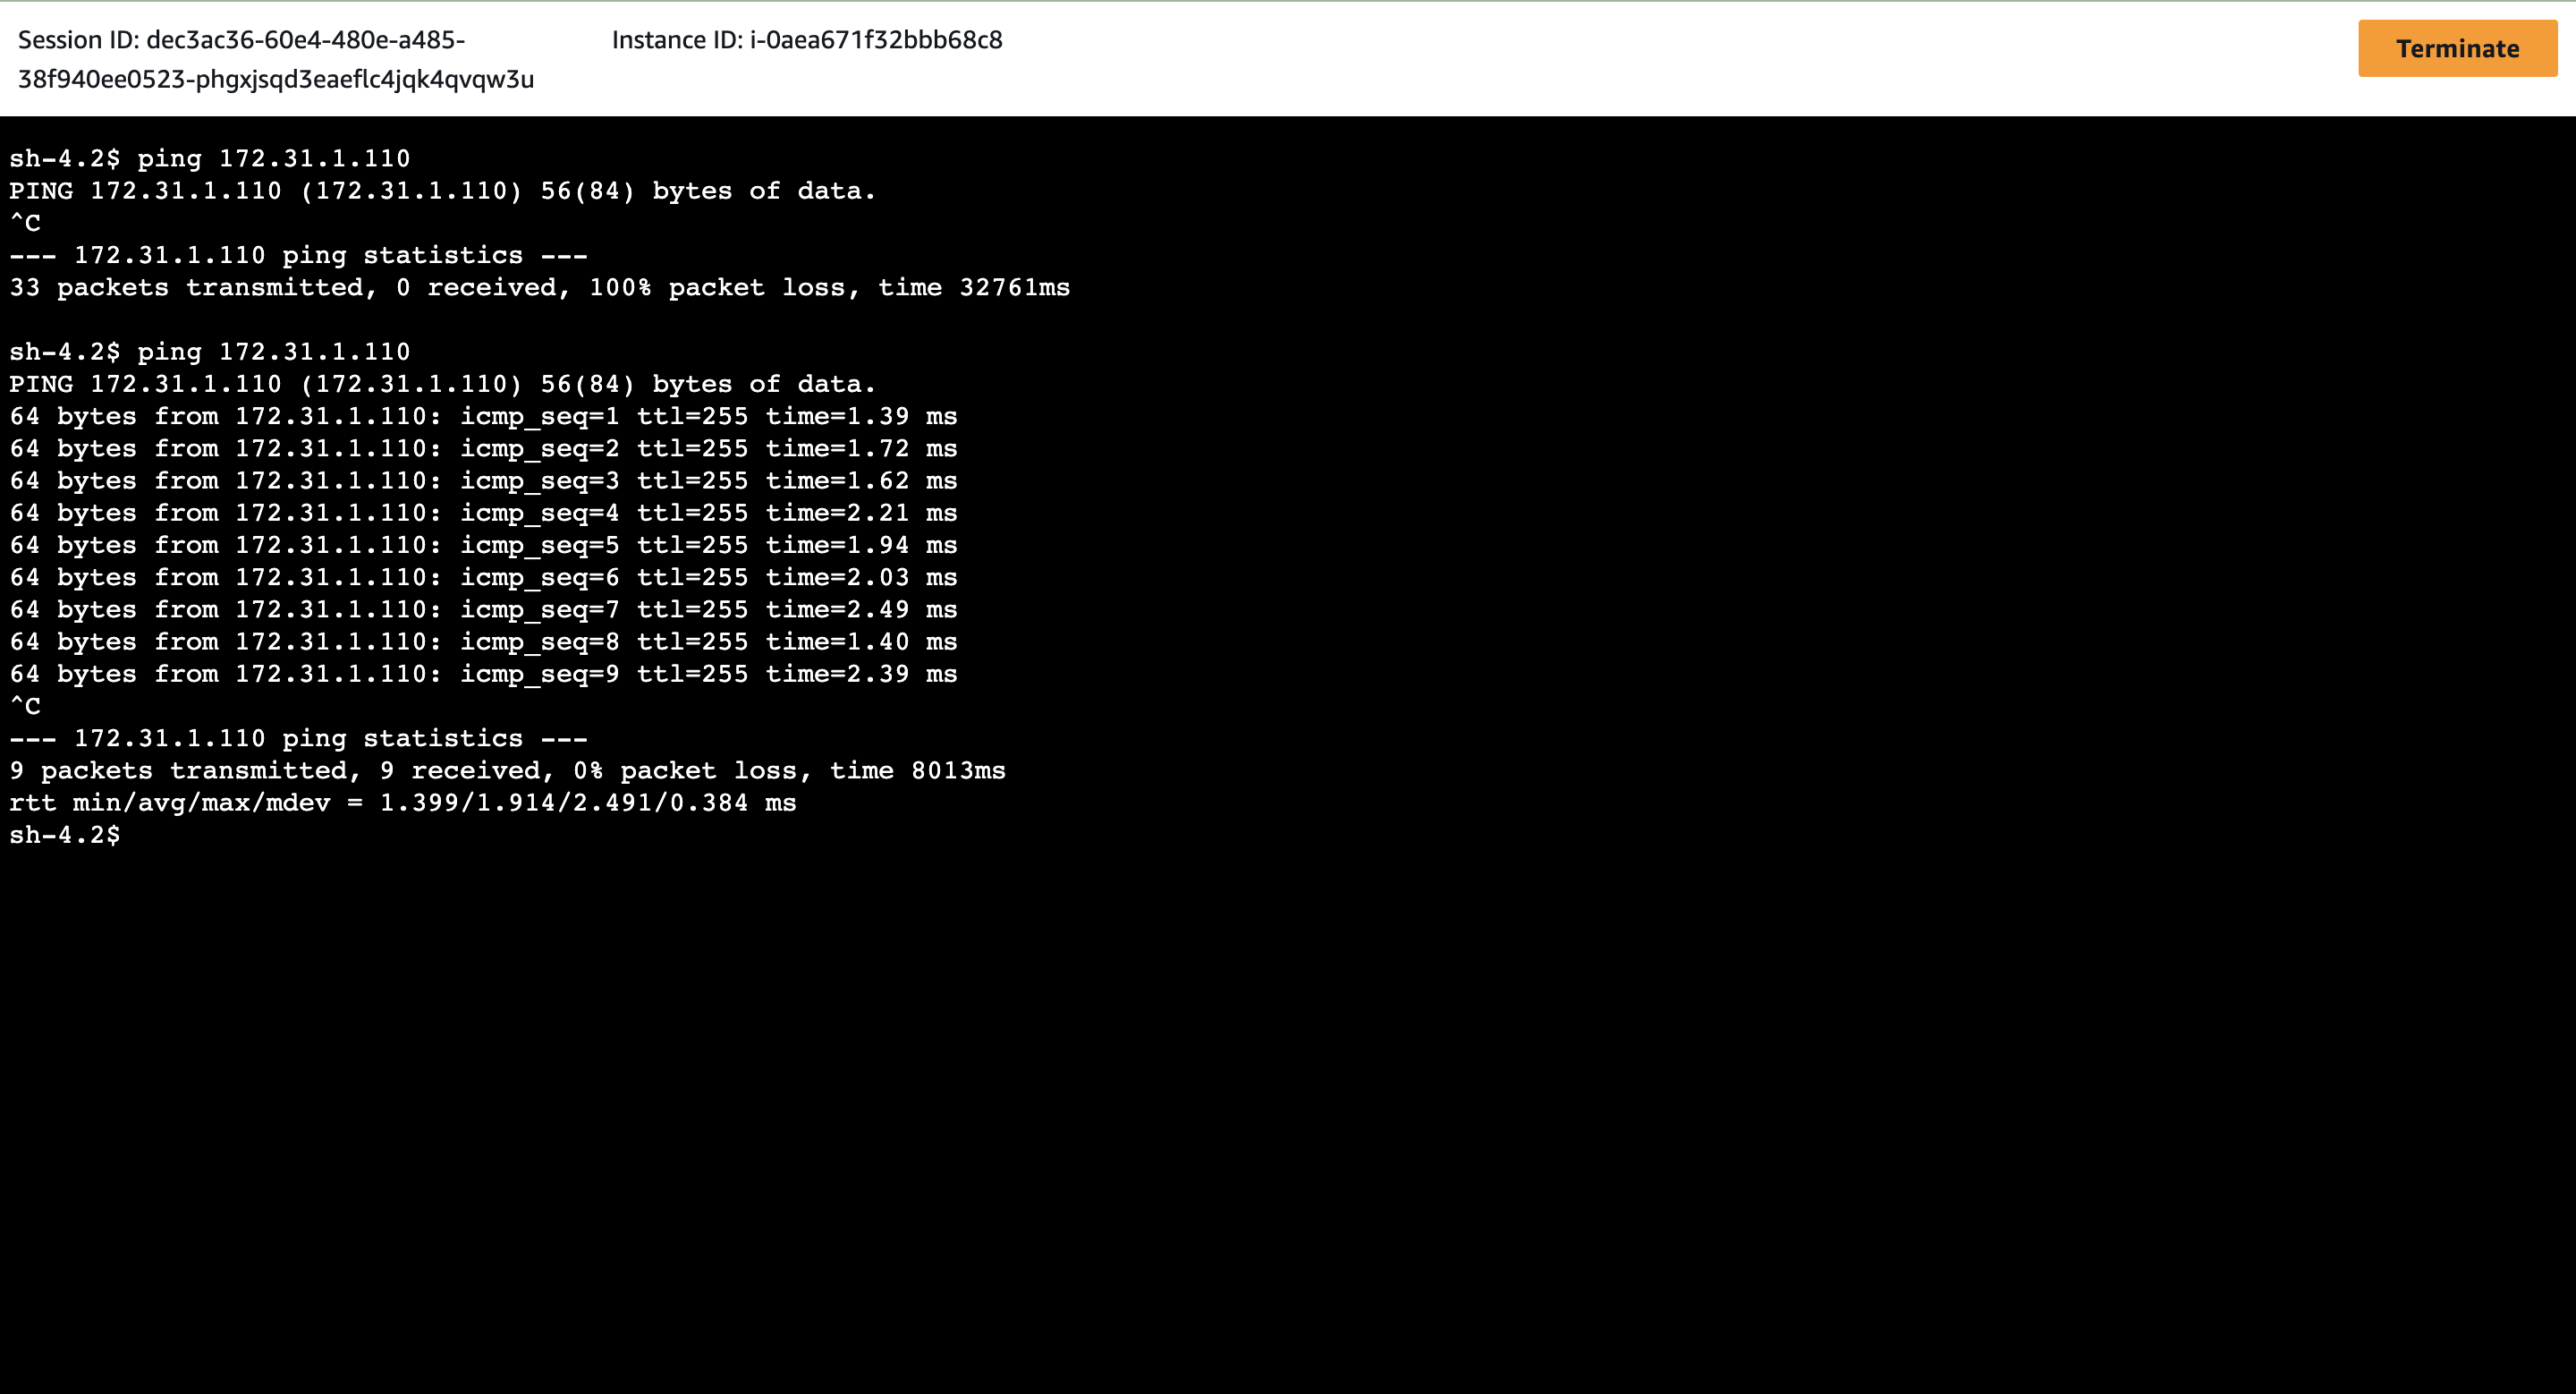 Session ID: dec3ac36-60e4-480e-a485-
38f940ee0523-phgxjsqd3eaeflc4jqk4qvqw3u
Instance ID: i-0aea671f32bbb68c8
Terminate
sh-4.2$ ping 172.31.1.110
PING 172.31.1.110 (172.31.1.110) 56(84) bytes of data.
^C
--- 172.31.1.110 ping statistics ---
33 packets transmitted, 0 received, 100% packet loss, time 32761ms
sh-4.2$ ping 172.31.1.110
PING 172.31.1.110 (172.31.1.110) 56(84) bytes of data.
64 bytes from 172.31.1.110: icmp_seq=1 ttl=255 time=1.39 ms
64 bytes from 172.31.1.110: icmp_seq=2 ttl=255 time=1.72 ms
64 bytes from 172.31.1.110: icmp_seq=3 ttl=255 time=1.62 ms
64 bytes from 172.31.1.110: icmp_seq=4 ttl=255 time=2.21 ms
64 bytes from 172.31.1.110: icmp_seq=5 ttl=255 time=1.94 ms
64 bytes from 172.31.1.110: icmp_seq=6 ttl=255 time=2.03 ms
64 bytes from 172.31.1.110: icmp_seq=7 ttl=255 time=2.49 ms
64 bytes from 172.31.1.110: icmp_seq=8 ttl=255 time=1.40 ms
64 bytes from 172.31.1.110: icmp_seq=9 ttl=255 time=2.39 ms
^C
--- 172.31.1.110 ping statistics ---
9 packets transmitted, 9 received, 0% packet loss, time 8013ms
rtt min/avg/max/mdev = 1.399/1.914/2.491/0.384 ms
sh-4.2$